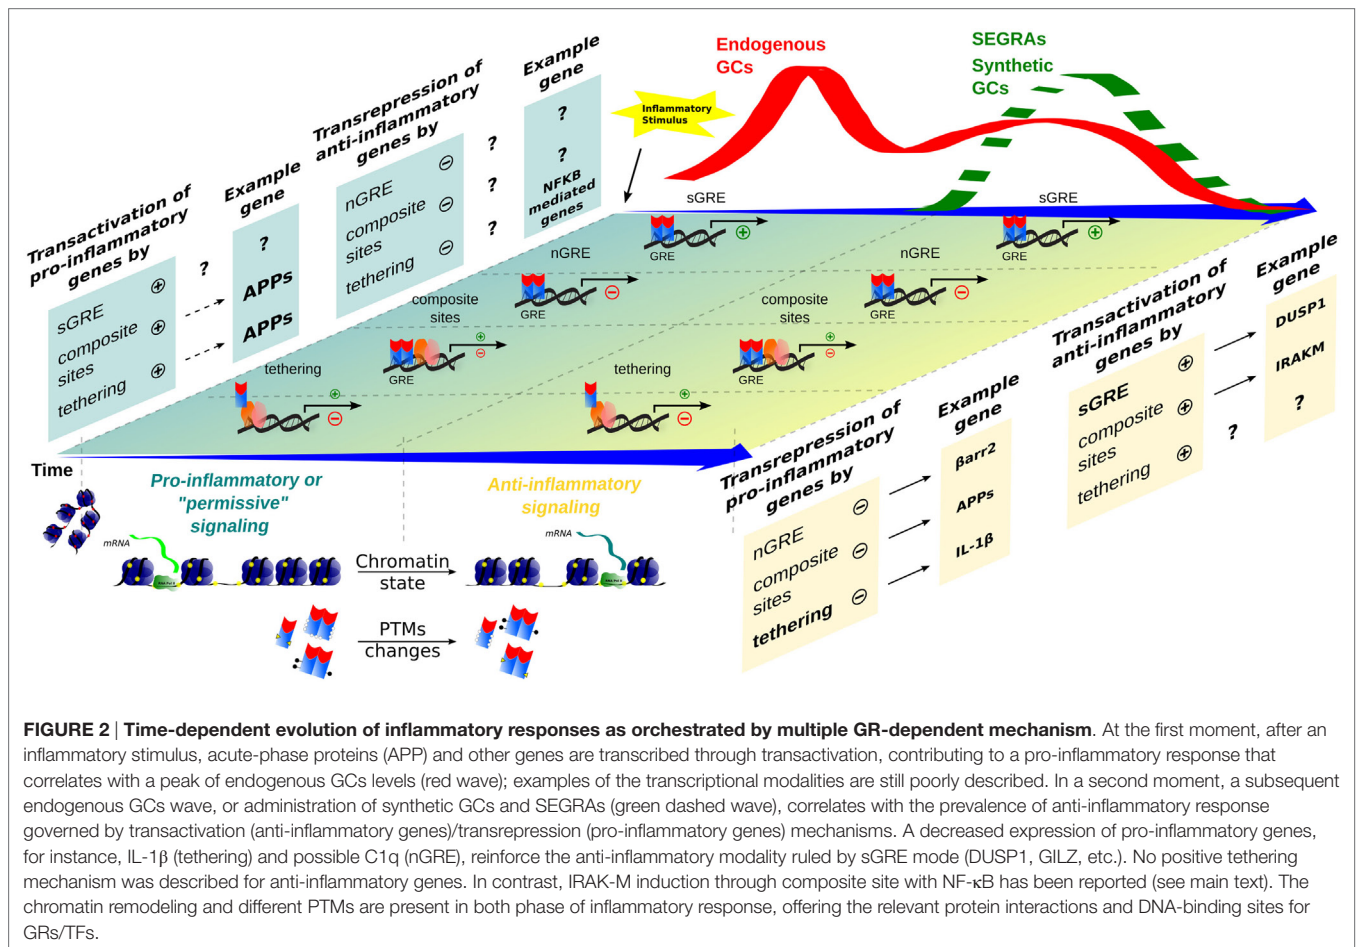 Endogenous
GCs
SEGRAs
Synthetic
GCs
Inflammatory
Stimulus
Transactivation of
pro-inflammatory
genes by
sGRE
composite
sites
tethering
+
+
+
Example
gene
?
?
APPs
APPs
Transrepression of
anti-inflammatory
genes by
nGRE
composite
sites
tethering
−
−
−
?
?
?
Example
gene
?
?
NFKB
mediated
genes
sGRE
GRE
+
sGRE
GRE
+
nGRE
GRE
−
nGRE
GRE
−
composite
sites
GRE
+
−
composite
sites
GRE
+
−
tethering
+
−
tethering
+
−
Time
Pro-inflammatory or
"permissive"
signaling
Anti-inflammatory
signaling
mRNA
mRNA
Chromatin
state
PTMs
changes
Transrepression of
pro-inflammatory
genes by
nGRE
composite
sites
tethering
−
−
−
Example
gene
βarr2
APPs
IL-1β
Transactivation of
anti-inflammatory
genes by
sGRE
composite
sites
tethering
+
+
+
?
Example
gene
DUSP1
IRAKM
?
FIGURE 2 | Time-dependent evolution of inflammatory responses as orchestrated by multiple GR-dependent mechanism. At the first moment, after an
inflammatory stimulus, acute-phase proteins (APP) and other genes are transcribed through transactivation, contributing to a pro-inflammatory response that
correlates with a peak of endogenous GCs levels (red wave); examples of the transcriptional modalities are still poorly described. In a second moment, a subsequent
endogenous GCs wave, or administration of synthetic GCs and SEGRAs (green dashed wave), correlates with the prevalence of anti-inflammatory response
governed by transactivation (anti-inflammatory genes)/transrepression (pro-inflammatory genes) mechanisms. A decreased expression of pro-inflammatory genes,
for instance, IL-1β (tethering) and possible C1q (nGRE), reinforce the anti-inflammatory modality ruled by sGRE mode (DUSP1, GILZ, etc.). No positive tethering
mechanism was described for anti-inflammatory genes. In contrast, IRAK-M induction through composite site with NF-κB has been reported (see main text). The
chromatin remodeling and different PTMs are present in both phase of inflammatory response, offering the relevant protein interactions and DNA-binding sites for
GRs/TFs.